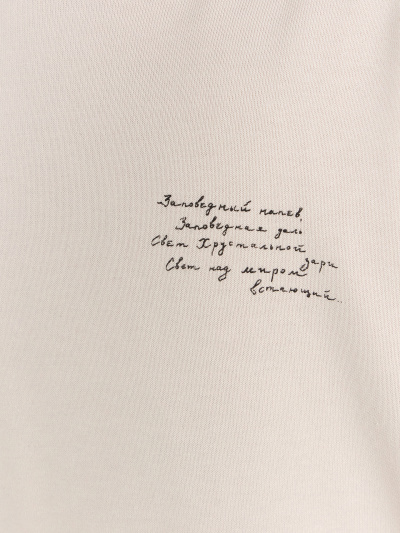 Заповедный напев,
Заповедная даль
Свет Хрустальной
зари
Свет над миром
встающий..